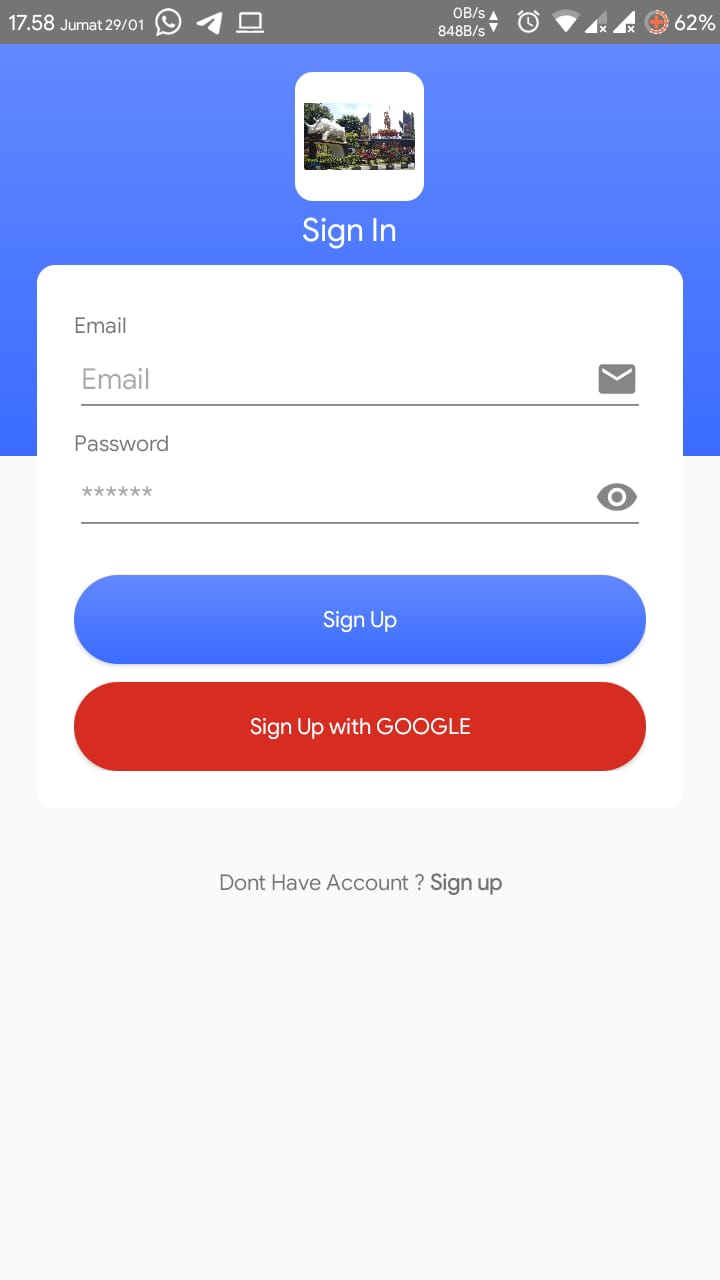 17.58 Jumat 29/01 0B/s 62%
848B/s
Sign In
Email
Email
Password
******
Sign Up
Sign Up with GOOGLE
Dont Have Account ? Sign up